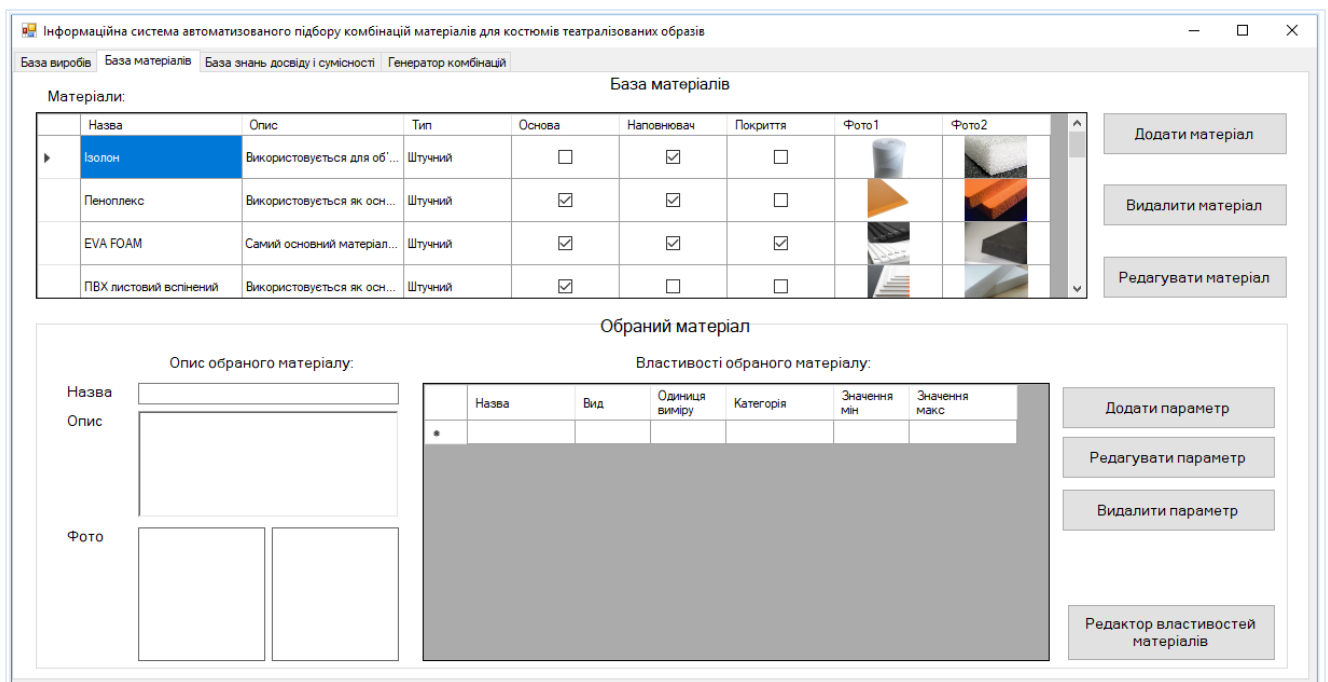 Інформаційна система автоматизованого підбору комбінацій матеріалів для костюмів театралізованих образів
База виробів База матеріалів База знань досвіду і сумісності Генератор комбінацій
База матеріалів
Матеріали:
Назва Опис Тип Основа Наповнювач Покриття Фото1 Фото2
Ізолон Використовується для об'... Штучний
Пеноплекс Використовується як осн... Штучний
EVA FOAM Самий основний матеріал... Штучний
ПВХ листовий вспінений Використовується як осн... Штучний
Додати матеріал
Видалити матеріал
Редагувати матеріал
Обраний матеріал
Опис обраного матеріалу:
Назва
Опис
Фото
Властивості обраного матеріалу:
Назва Вид Одиниця виміру Категорія Значення мін Значення макс
Додати параметр
Редагувати параметр
Видалити параметр
Редактор властивостей
матеріалів